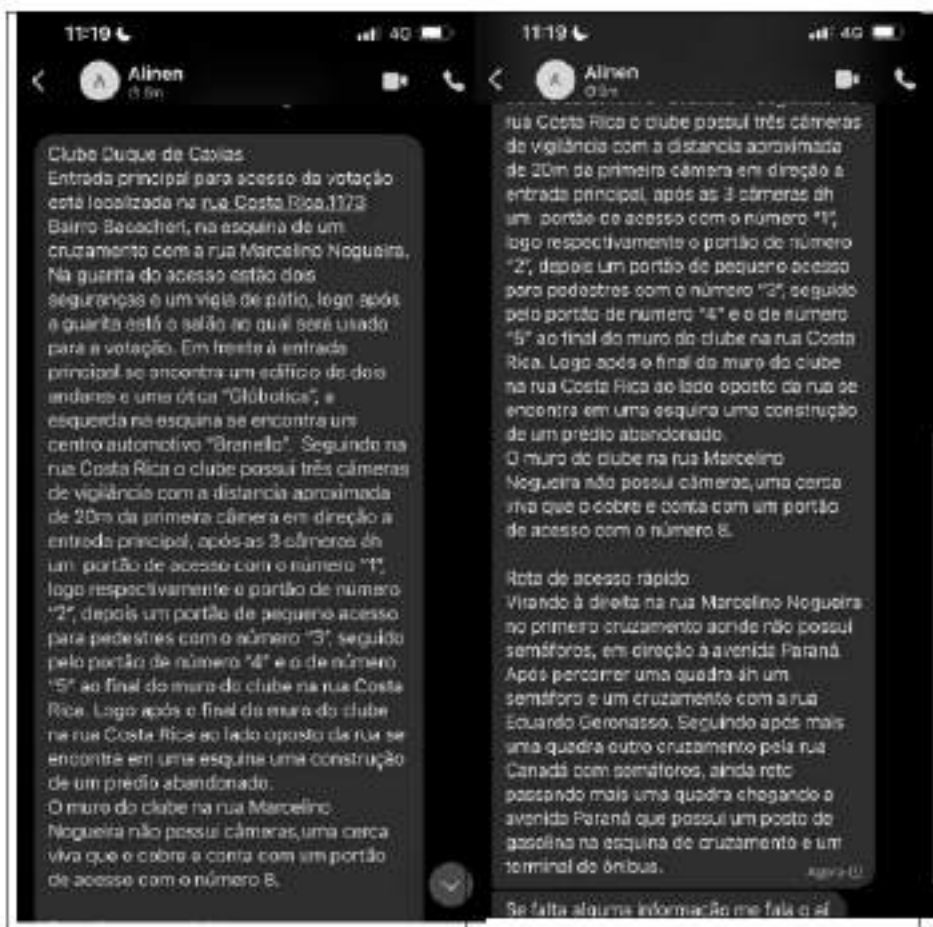 11:19
4G
A
Alinen
Clube Duque de Caxias
Entrada principal para acesso da votação
está localizada na rua Costa Rica,1173
Bairro Bacacheri, na esquina de um
cruzamento com a rua Marcelino Nogueira.
Na guarita do acesso estão dois
seguranças e um vigia de pátio, logo após
a guarita está o salão ao qual será usado
para a votação. Em frente à entrada
principal se encontra um edifício de dois
andares e uma ótica "Glóbotica", a
esquerda na esquina se encontra um
centro automotivo "Branello". Seguindo na
rua Costa Rica o clube possui três câmeras
de vigilância com a distancia aproximada
de 20m da primeira câmera em direção a
entrada principal, após as 3 câmeras áh
um portão de acesso com o número "1",
logo respectivamente o portão de número
"2", depois um portão de pequeno acesso
para pedestres com o número "3", seguido
pelo portão de número "4" e o de número
"5" ao final do muro do clube na rua Costa
Rica. Logo após o final do muro do clube
na rua Costa Rica ao lado oposto da rua se
encontra em uma esquina uma construção
de um predio abandonado.
O muro do clube na rua Marcelino
Nogueira não possui câmeras,uma cerca
viva que o cobre e conta com um portão
de acesso com o número 8.
11:19
4G
A
Alinen
rua Costa Rica o clube possui três câmeras
de vigilância com a distancia aproximada
de 20m da primeira câmera em direção a
entrada principal, após as 3 câmeras áh
um portão de acesso com o número "1",
logo respectivamente o portão de número
"2", depois um portão de pequeno acesso
para pedestres com o número "3", seguido
pelo portão de número "4" e o de número
"5" ao final do muro do clube na rua Costa
Rica. Logo após o final do muro do clube
na rua Costa Rica ao lado oposto da rua se
encontra em uma esquina uma construção
de um predio abandonado.
O muro do clube na rua Marcelino
Nogueira não possui câmeras,uma cerca
viva que o cobre e conta com um portão
de acesso com o número 8.
Rota de acesso rápido
Virando à direita na rua Marcelino Nogueira
no primeiro cruzamento aonde não possui
semáforos, em direção à avenida Paraná.
Após percorrer uma quadra áh um
semáforo e um cruzamento com a rua
Eduardo Geronasso. Seguindo após mais
uma quadra outro cruzamento pela rua
Canadá com semáforos, ainda reto
passando mais uma quadra chegando a
avenida Paraná que possui um posto de
gasolina na esquina de cruzamento e um
terminal de ônibus.
Agora
Se falta alguma informação me fala q aí